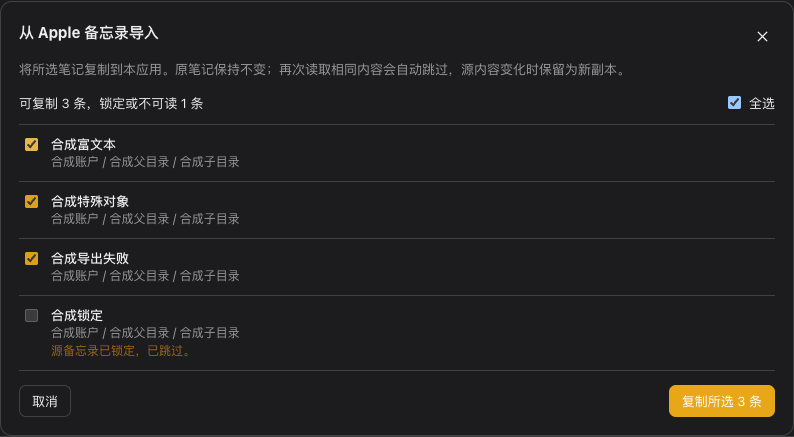 从 Apple 备忘录导入
将所选笔记复制到本应用。原笔记保持不变；再次读取相同内容会自动跳过，源内容变化时保留为新副本。
可复制 3 条，锁定或不可读 1 条
全选
合成富文本
合成账户 / 合成父目录 / 合成子目录
合成特殊对象
合成账户 / 合成父目录 / 合成子目录
合成导出失败
合成账户 / 合成父目录 / 合成子目录
合成锁定
合成账户 / 合成父目录 / 合成子目录
源备忘录已锁定，已跳过。
取消
复制所选 3 条